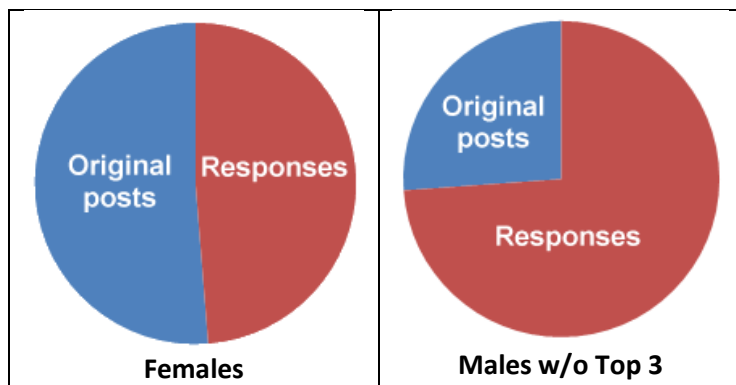 Original
posts
Responses
Females
Original
posts
Responses
Males w/o Top 3